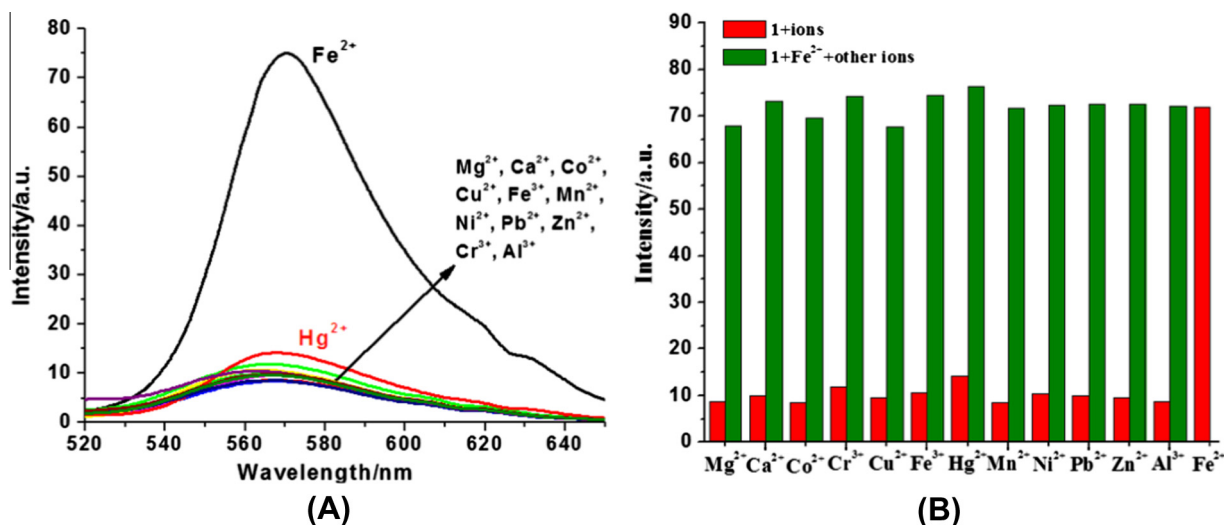 80
70
60
50
40
30
20
10
0
Intensity/a.u.
Fe²⁺
Mg²⁺, Ca²⁺, Co²⁺,
Cu²⁺, Fe³⁺, Mn²⁺,
Ni²⁺, Pb²⁺, Zn²⁺,
Cr³⁺, Al³⁺
Hg²⁺
520 540 560 580 600 620 640
Wavelength/nm
(A)
90
80
70
60
50
40
30
20
10
0
Intensity/a.u.
1+ions
1+Fe²⁻+other ions
Mg²⁺ Ca²⁺ Co²⁺ Cr³⁺ Cu²⁺ Fe³⁺ Hg²⁺ Mn²⁺ Ni²⁺ Pb²⁺ Zn²⁺ Al³⁺ Fe²⁺
(B)